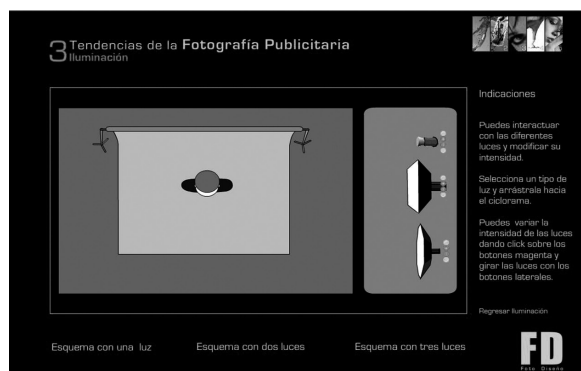 3 Tendencias de la Fotografía Publicitaria
Iluminación
Indicaciones
Puedes interactuar
con las diferentes
luces y modificar su
intensidad.
Selecciona un tipo de
luz y arrástrala hacia
el ciclorama.
Puedes variar la
intensidad de las luces
dando click sobre los
botones magenta y
girar las luces con los
botones laterales.
Regresar Iluminación
Esquema con una luz
Esquema con dos luces
Esquema con tres luces
FD
Foto Diseño